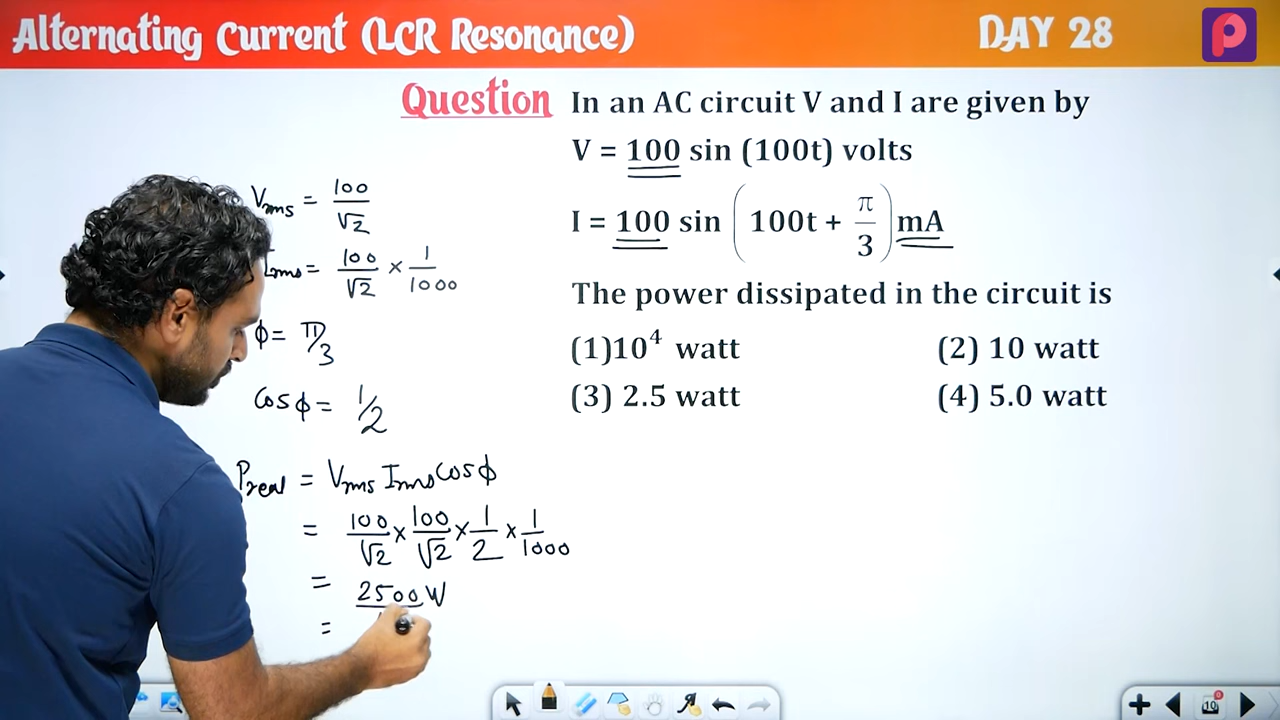 Alternating Current (LCR Resonance)
DAY 28
Question In an AC circuit V and I are given by
V = 100 sin (100t) volts
I = 100 sin ( 100t + π/3 ) mA
The power dissipated in the circuit is
(1)10⁴ watt (2) 10 watt
(3) 2.5 watt (4) 5.0 watt
Vrms = 100/√2
Irms = 100/√2 × 1/1000
ϕ = π/3
Cosϕ = 1/2
Preal = Vrms Irms Cosϕ
= 100/√2 × 100/√2 × 1/2 × 1/1000
= 2500 W
=
10